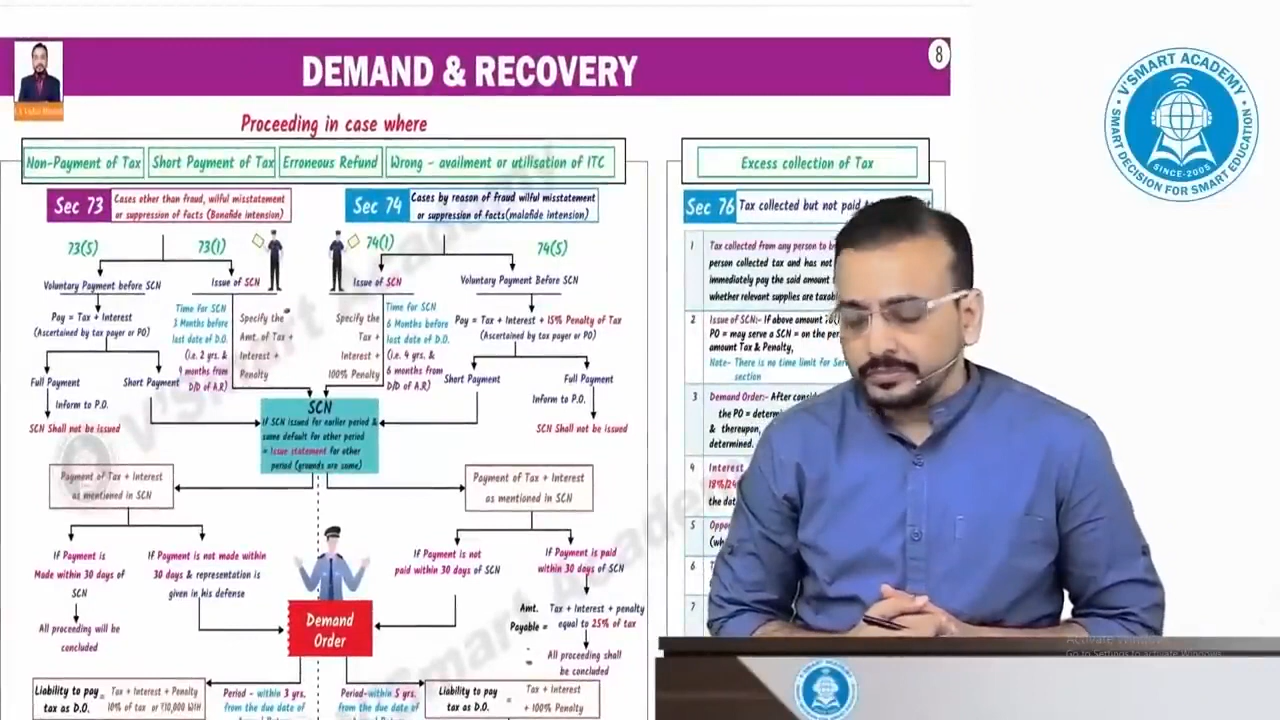 DEMAND & RECOVERY
8
Proceeding in case where
Non-Payment of Tax
Short Payment of Tax
Erroneous Refund
Wrong - availment or utilisation of ITC
Sec 73
Cases other than fraud, wilful misstatement
or suppression of facts (Bonafide intension)
Sec 74
Cases by reason of fraud wilful misstatement
or suppression of facts(malafide intension)
73(5)
73(1)
74(1)
74(5)
Voluntary Payment before SCN
Issue of SCN
Issue of SCN
Voluntary Payment Before SCN
Pay = Tax + Interest
(Ascertained by tax payer or PO)
Time for SCN
3 Months before
last date of D.O.
(i.e. 2 yrs. &
9 months from
D/D of A.R)
Specify the
Amt. of Tax +
Interest +
Penalty
Specify the
Tax +
Interest +
100% Penalty
Time for SCN
6 Months before
last date of D.O.
(i.e. 4 yrs. &
6 months from
D/D of A.R)
Pay = Tax + Interest + 15% Penalty of Tax
(Ascertained by tax payer or PO)
Full Payment
Short Payment
Short Payment
Full Payment
Inform to P.O.
Inform to P.O.
SCN Shall not be issued
SCN Shall not be issued
SCN
If SCN issued for earlier period &
same default for other period
= Issue statement for other
period (grounds are same)
Payment of Tax + Interest
as mentioned in SCN
Payment of Tax + Interest
as mentioned in SCN
If Payment is
Made within 30 days of
SCN
If Payment is not made within
30 days & representation is
given in his defense
If Payment is not
paid within 30 days of SCN
If Payment is paid
within 30 days of SCN
All proceeding will be
concluded
Demand
Order
Amt.
Payable =
Tax + Interest + penalty
equal to 25% of tax
All proceeding shall
be concluded
Liability to pay
tax as D.O.
=
Tax + Interest + Penalty
10% of tax or ₹10,000 WIH
Period - within 3 yrs.
from the due date of
Period-within 5 yrs.
from the due date of
Liability to pay
tax as D.O.
=
Tax + Interest
+ 100% Penalty
Excess collection of Tax
Sec 76
Tax collected but not paid
1
Tax collected from any person to
person collected tax and has not
immediately pay the said amount
whether relevant supplies are
2
Issue of SCN:- If above amount
PO = may serve a SCN = on the
amount Tax & Penalty,
Note- There is no time limit for
section
3
Demand Order:- After
the PO =
& thereupon,
determined.
4
Interest
the
5
6
7
V'SMART ACADEMY
SMART DECISION FOR SMART EDUCATION
SINCE-2005
Activate Windows
Go to Settings to activate Windows.